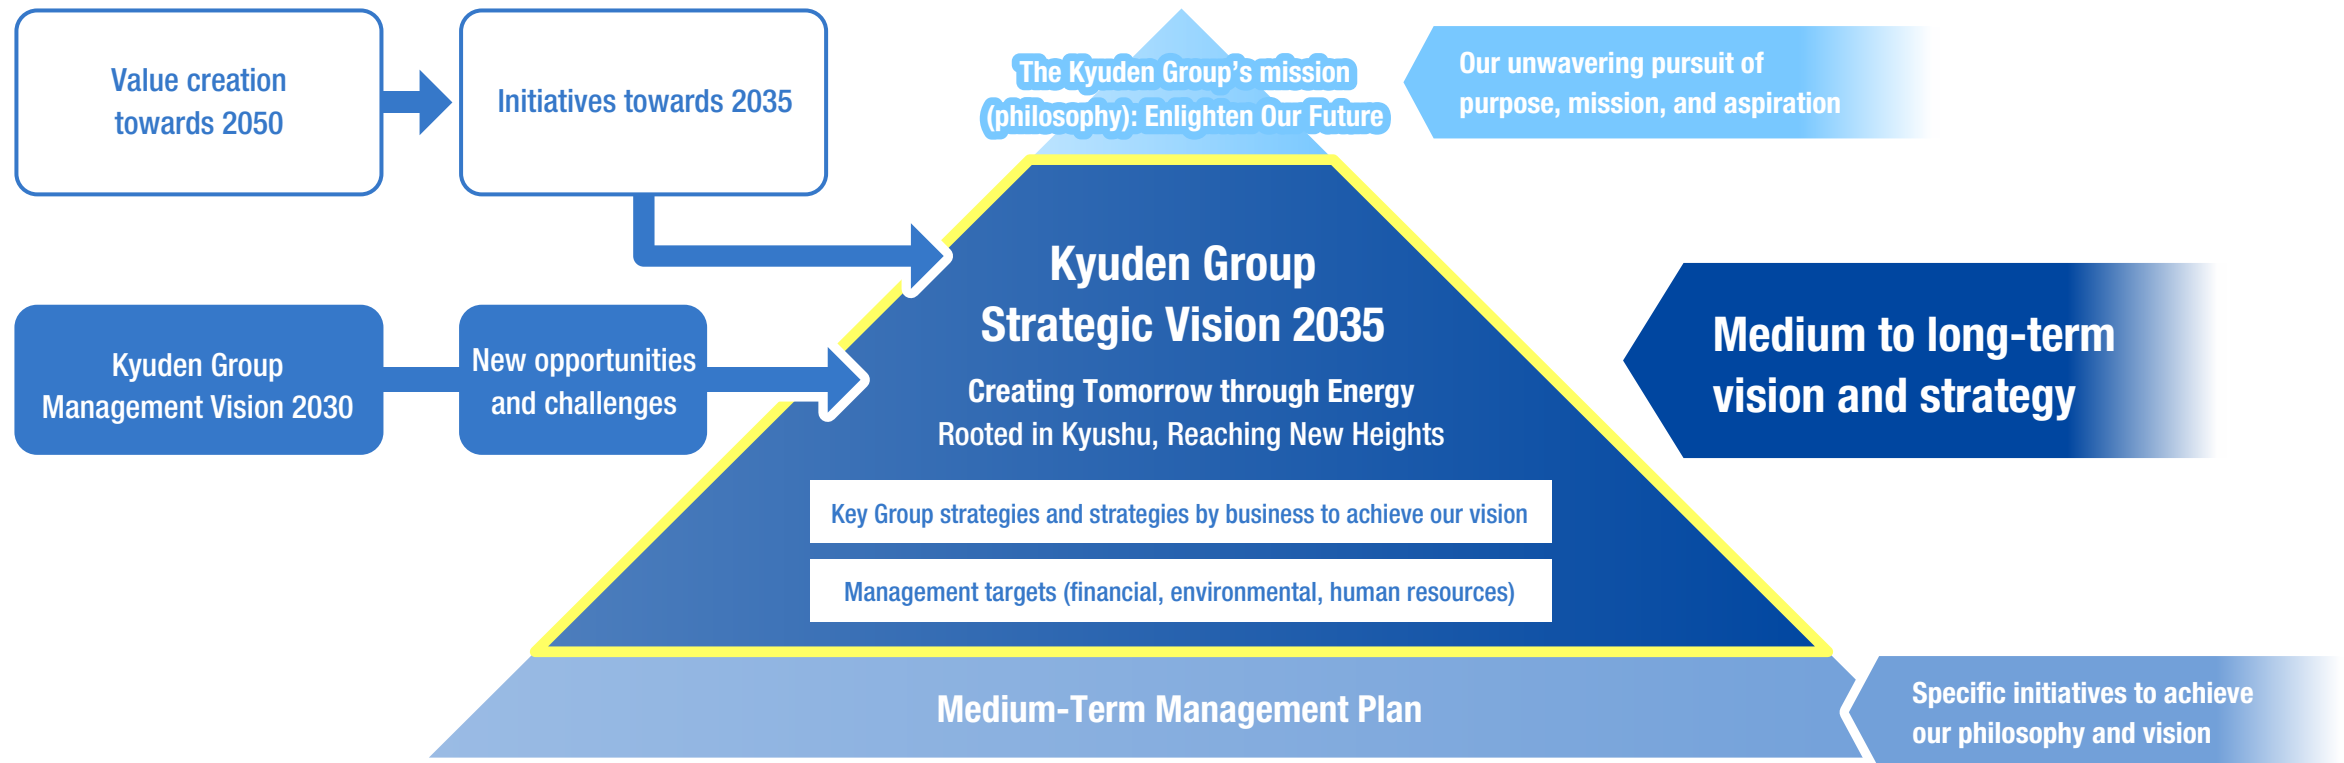 Value creation
towards 2050
Initiatives towards 2035
The Kyuden Group’s mission
(philosophy): Enlighten Our Future
Our unwavering pursuit of
purpose, mission, and aspiration
Kyuden Group
Management Vision 2030
New opportunities
and challenges
Kyuden Group
Strategic Vision 2035
Creating Tomorrow through Energy
Rooted in Kyushu, Reaching New Heights
Key Group strategies and strategies by business to achieve our vision
Management targets (financial, environmental, human resources)
Medium to long-term
vision and strategy
Medium-Term Management Plan
Specific initiatives to achieve
our philosophy and vision